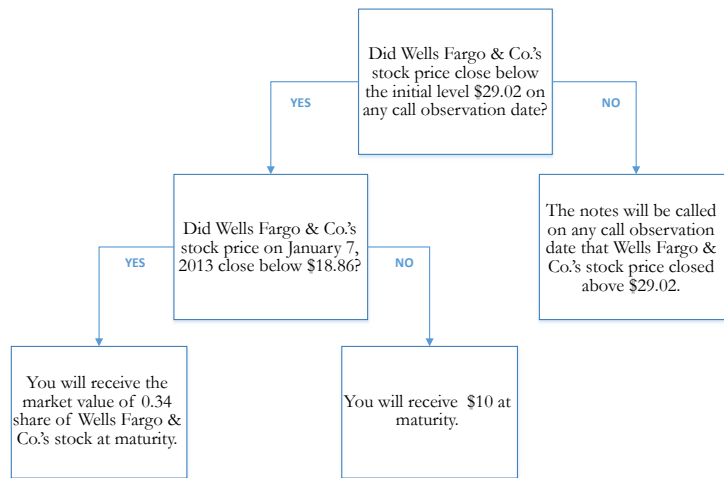 Did Wells Fargo & Co.'s
stock price close below
the initial level $29.02 on
any call observation date?
YES
NO
Did Wells Fargo & Co.'s
stock price on January 7,
2013 close below $18.86?
The notes will be called
on any call observation
date that Wells Fargo &
Co.'s stock price closed
above $29.02.
YES
NO
You will receive the
market value of 0.34
share of Wells Fargo &
Co.'s stock at maturity.
You will receive $10 at
maturity.